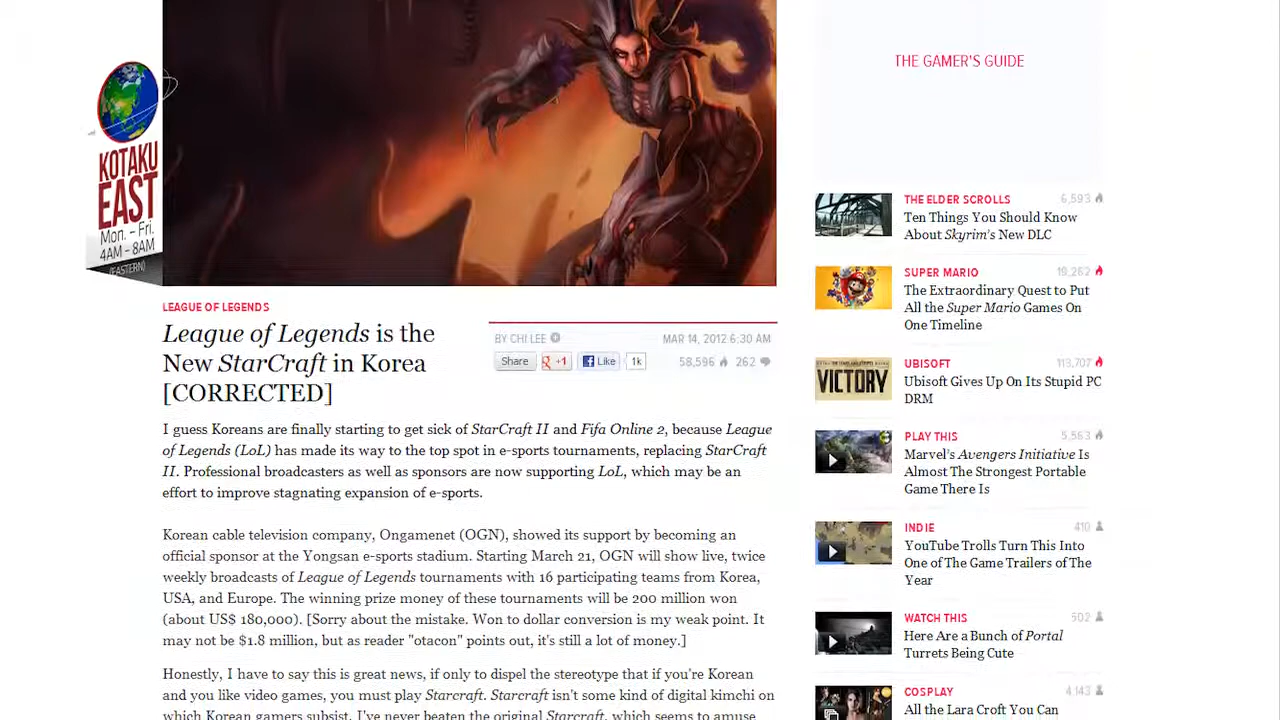 KOTAKU
EAST
Mon. – Fri.
4AM – 8AM
(EASTERN)
LEAGUE OF LEGENDS
League of Legends is the
New StarCraft in Korea
[CORRECTED]
BY CHI LEE
MAR 14, 2012 6:30 AM
Share
+1
Like
1k
58,596
262
I guess Koreans are finally starting to get sick of StarCraft II and Fifa Online 2, because League
of Legends (LoL) has made its way to the top spot in e-sports tournaments, replacing StarCraft
II. Professional broadcasters as well as sponsors are now supporting LoL, which may be an
effort to improve stagnating expansion of e-sports.
Korean cable television company, Ongamenet (OGN), showed its support by becoming an
official sponsor at the Yongsan e-sports stadium. Starting March 21, OGN will show live, twice
weekly broadcasts of League of Legends tournaments with 16 participating teams from Korea,
USA, and Europe. The winning prize money of these tournaments will be 200 million won
(about US$ 180,000). [Sorry about the mistake. Won to dollar conversion is my weak point. It
may not be $1.8 million, but as reader "otacon" points out, it's still a lot of money.]
Honestly, I have to say this is great news, if only to dispel the stereotype that if you're Korean
and you like video games, you must play Starcraft. Starcraft isn't some kind of digital kimchi on
which Korean gamers subsist. I've never beaten the original Starcraft, which seems to amuse
THE GAMER'S GUIDE
THE ELDER SCROLLS
6,593
Ten Things You Should Know
About Skyrim's New DLC
SUPER MARIO
19,262
The Extraordinary Quest to Put
All the Super Mario Games On
One Timeline
VICTORY
UBISOFT
113,707
Ubisoft Gives Up On Its Stupid PC
DRM
PLAY THIS
5,563
Marvel's Avengers Initiative Is
Almost The Strongest Portable
Game There Is
INDIE
410
YouTube Trolls Turn This Into
One of The Game Trailers of The
Year
WATCH THIS
502
Here Are a Bunch of Portal
Turrets Being Cute
COSPLAY
4,143
All the Lara Croft You Can